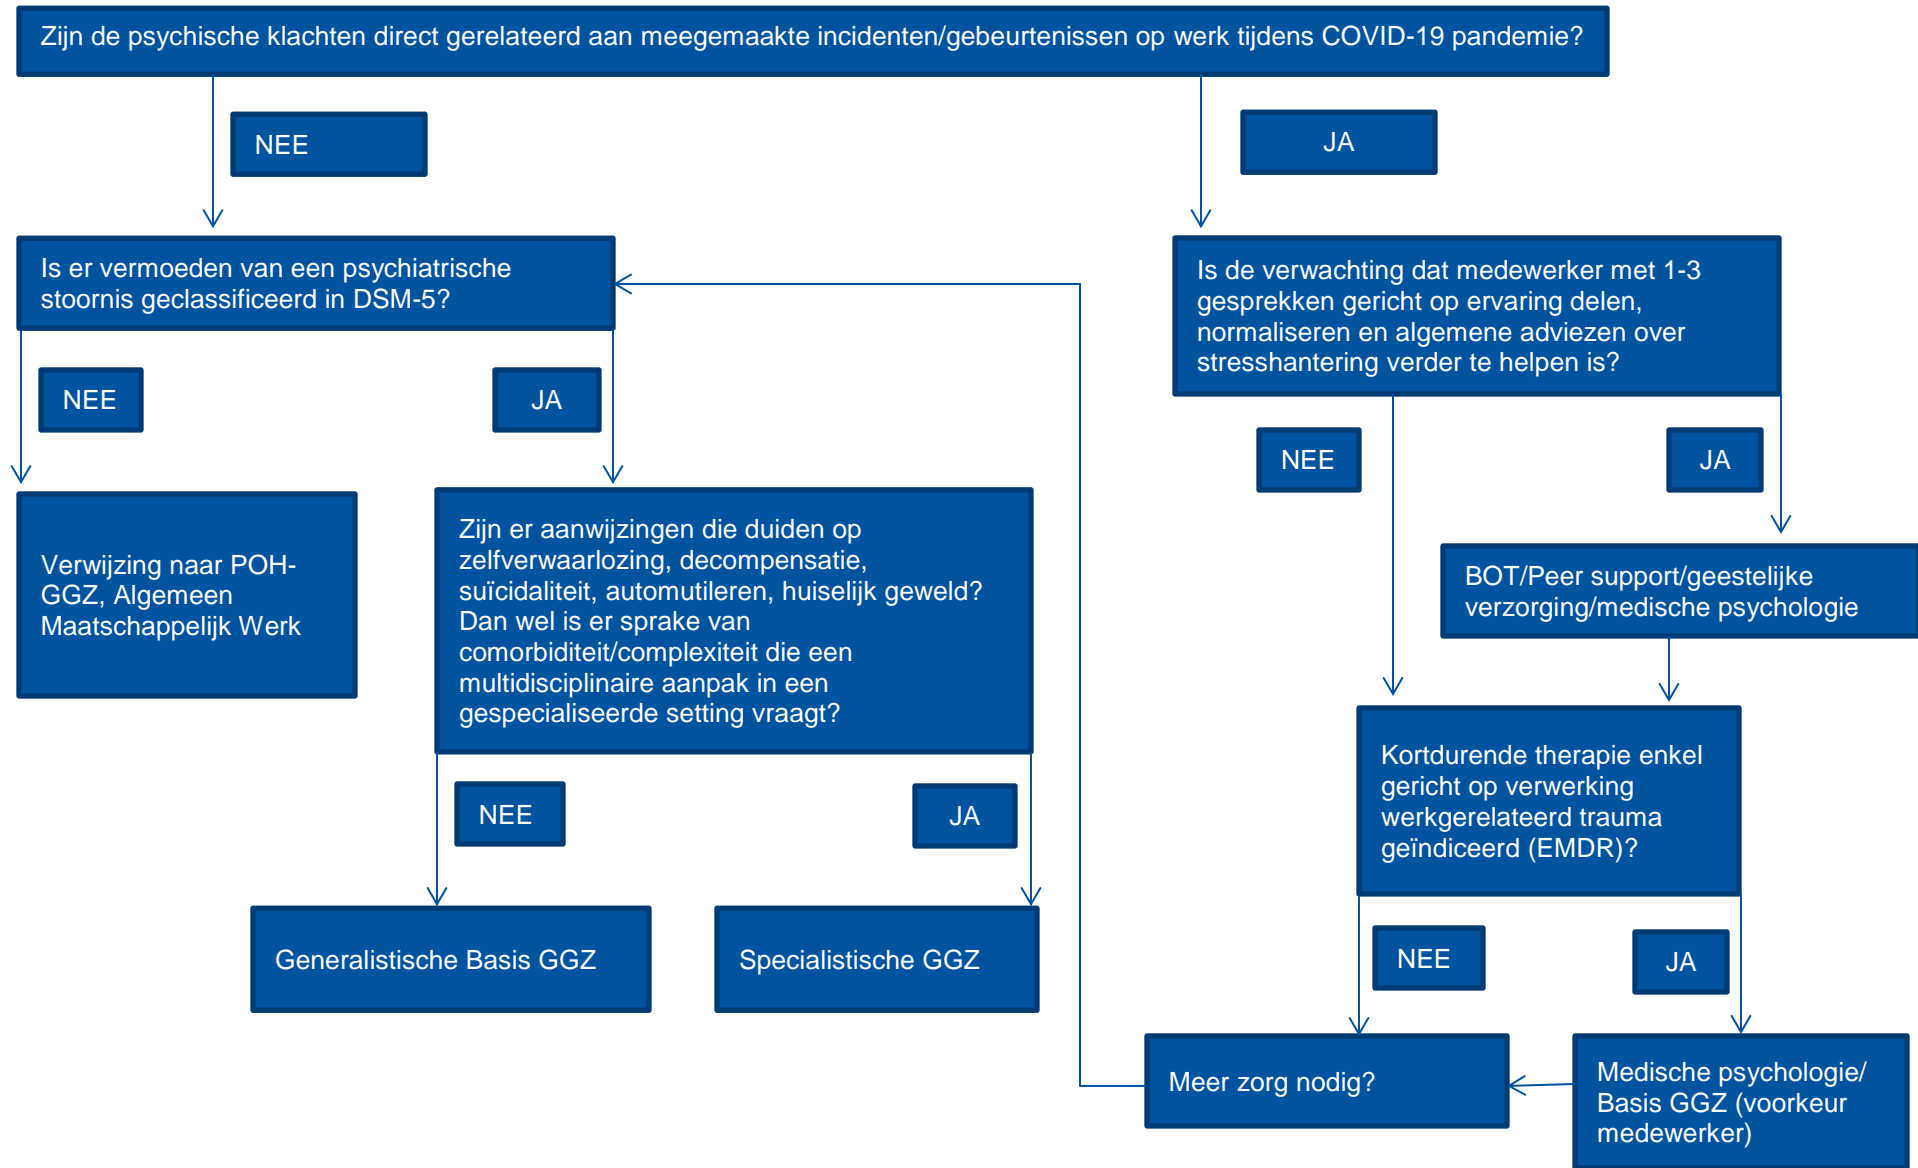 Zijn de psychische klachten direct gerelateerd aan meegemaakte incidenten/gebeurtenissen op werk tijdens COVID-19 pandemie?
NEE
JA
Is er vermoeden van een psychiatrische
stoornis geclassificeerd in DSM-5?
Is de verwachting dat medewerker met 1-3
gesprekken gericht op ervaring delen,
normaliseren en algemene adviezen over
stresshantering verder te helpen is?
NEE
JA
NEE
JA
Verwijzing naar POH-
GGZ, Algemeen
Maatschappelijk Werk
Zijn er aanwijzingen die duiden op
zelfverwaarlozing, decompensatie,
suïcidaliteit, automutileren, huiselijk geweld?
Dan wel is er sprake van
comorbiditeit/complexiteit die een
multidisciplinaire aanpak in een
gespecialiseerde setting vraagt?
BOT/Peer support/geestelijke
verzorging/medische psychologie
Kortdurende therapie enkel
gericht op verwerking
werkgerelateerd trauma
geïndiceerd (EMDR)?
NEE
JA
Generalistische Basis GGZ
Specialistische GGZ
NEE
JA
Meer zorg nodig?
Medische psychologie/
Basis GGZ (voorkeur
medewerker)